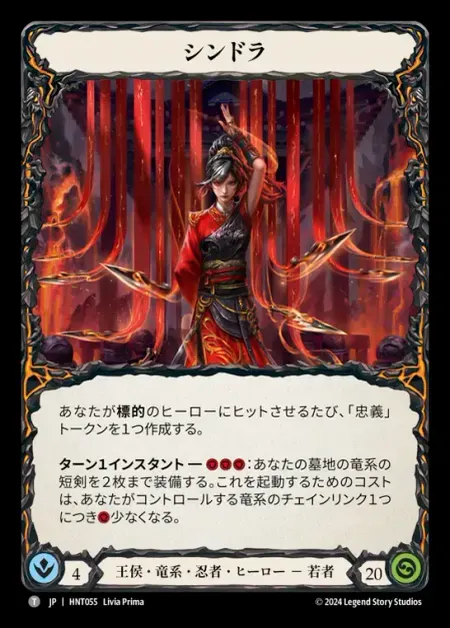 シンドラ
あなたが標的のヒーローにヒットさせるたび、「忠義」
トークンを1つ作成する。
ターン1インスタント ー :あなたの墓地の竜系の
短剣を2枚まで装備する。これを起動するためのコスト
は、あなたがコントロールする竜系のチェインリンク1つ
につき少なくなる。
4
王侯・竜系・忍者・ヒーロー － 若者
20
T JP | HNT055 Livia Prima
© 2024 Legend Story Studios